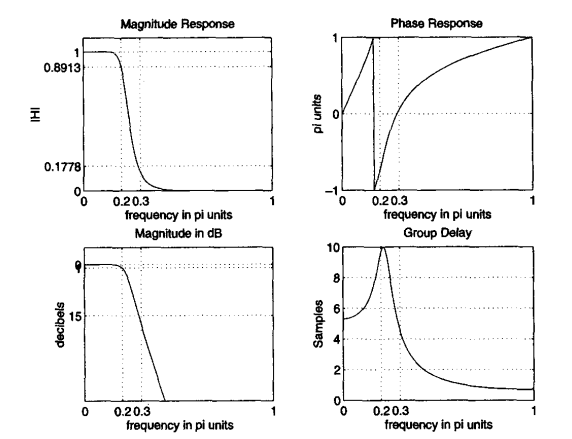 Magnitude Response
1
0.8913
0.1778
0
|H|
0 0.2 0.3 1
frequency in pi units
Phase Response
1
0
−1
pi units
0 0.2 0.3 1
frequency in pi units
Magnitude in dB
0
1
15
decibels
0 0.2 0.3 1
frequency in pi units
Group Delay
10
8
6
4
2
0
Samples
0 0.2 0.3 1
frequency in pi units